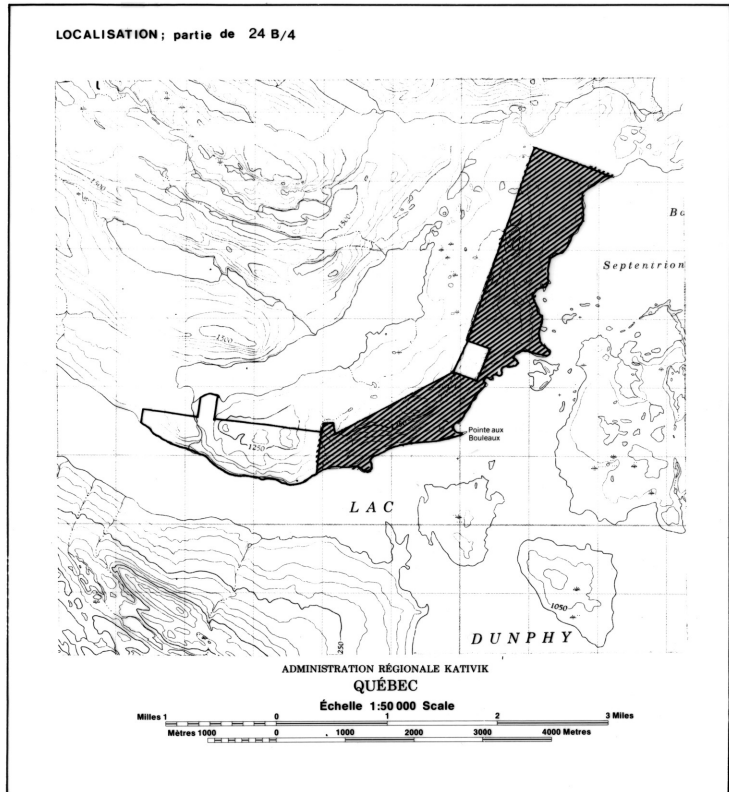 LOCALISATION; partie de 24 B/4
1500
1500
Septentrion
1500
1250
Pointe aux
Bouleaux
LAC
1050
DUNPHY
250
ADMINISTRATION RÉGIONALE KATIVIK
QUÉBEC
Échelle 1:50 000 Scale
Milles 1 0 1 2 3 Miles
Mètres 1000 0 1000 2000 3000 4000 Metres